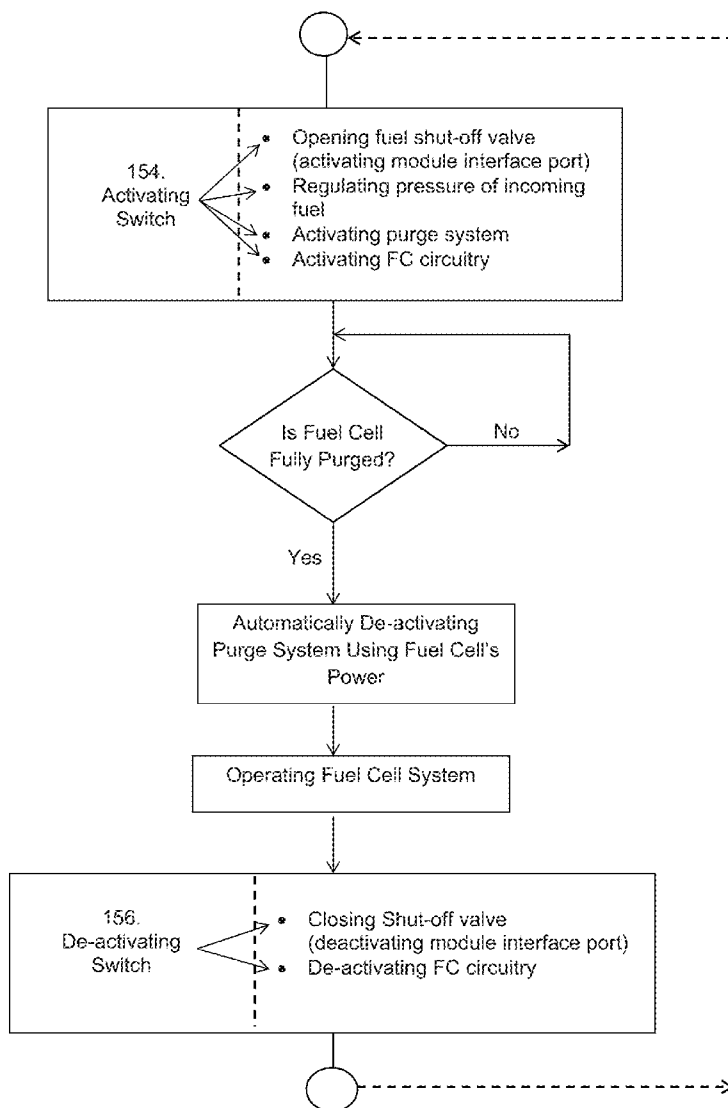 154.
Activating
Switch
• Opening fuel shut-off valve
(activating module interface port)
• Regulating pressure of incoming
fuel
• Activating purge system
• Activating FC circuitry
Is Fuel Cell
Fully Purged?
No
Yes
Automatically De-activating
Purge System Using Fuel Cell's
Power
Operating Fuel Cell System
156.
De-activating
Switch
• Closing Shut-off valve
(deactivating module interface port)
• De-activating FC circuitry